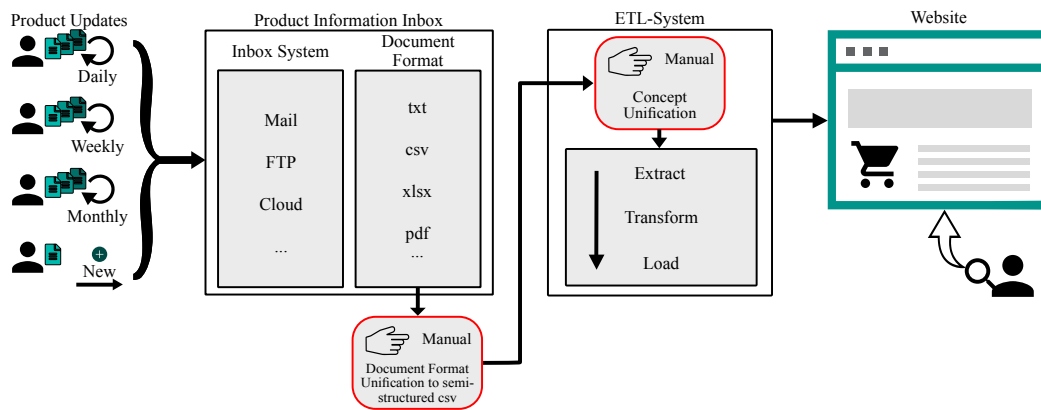 Product Updates
Daily
Weekly
Monthly
New
Product Information Inbox
Inbox System
Mail
FTP
Cloud
...
Document
Format
txt
csv
xlsx
pdf
...
Manual
Document Format
Unification to semi-
structured csv
ETL-System
Manual
Concept
Unification
Extract
Transform
Load
Website